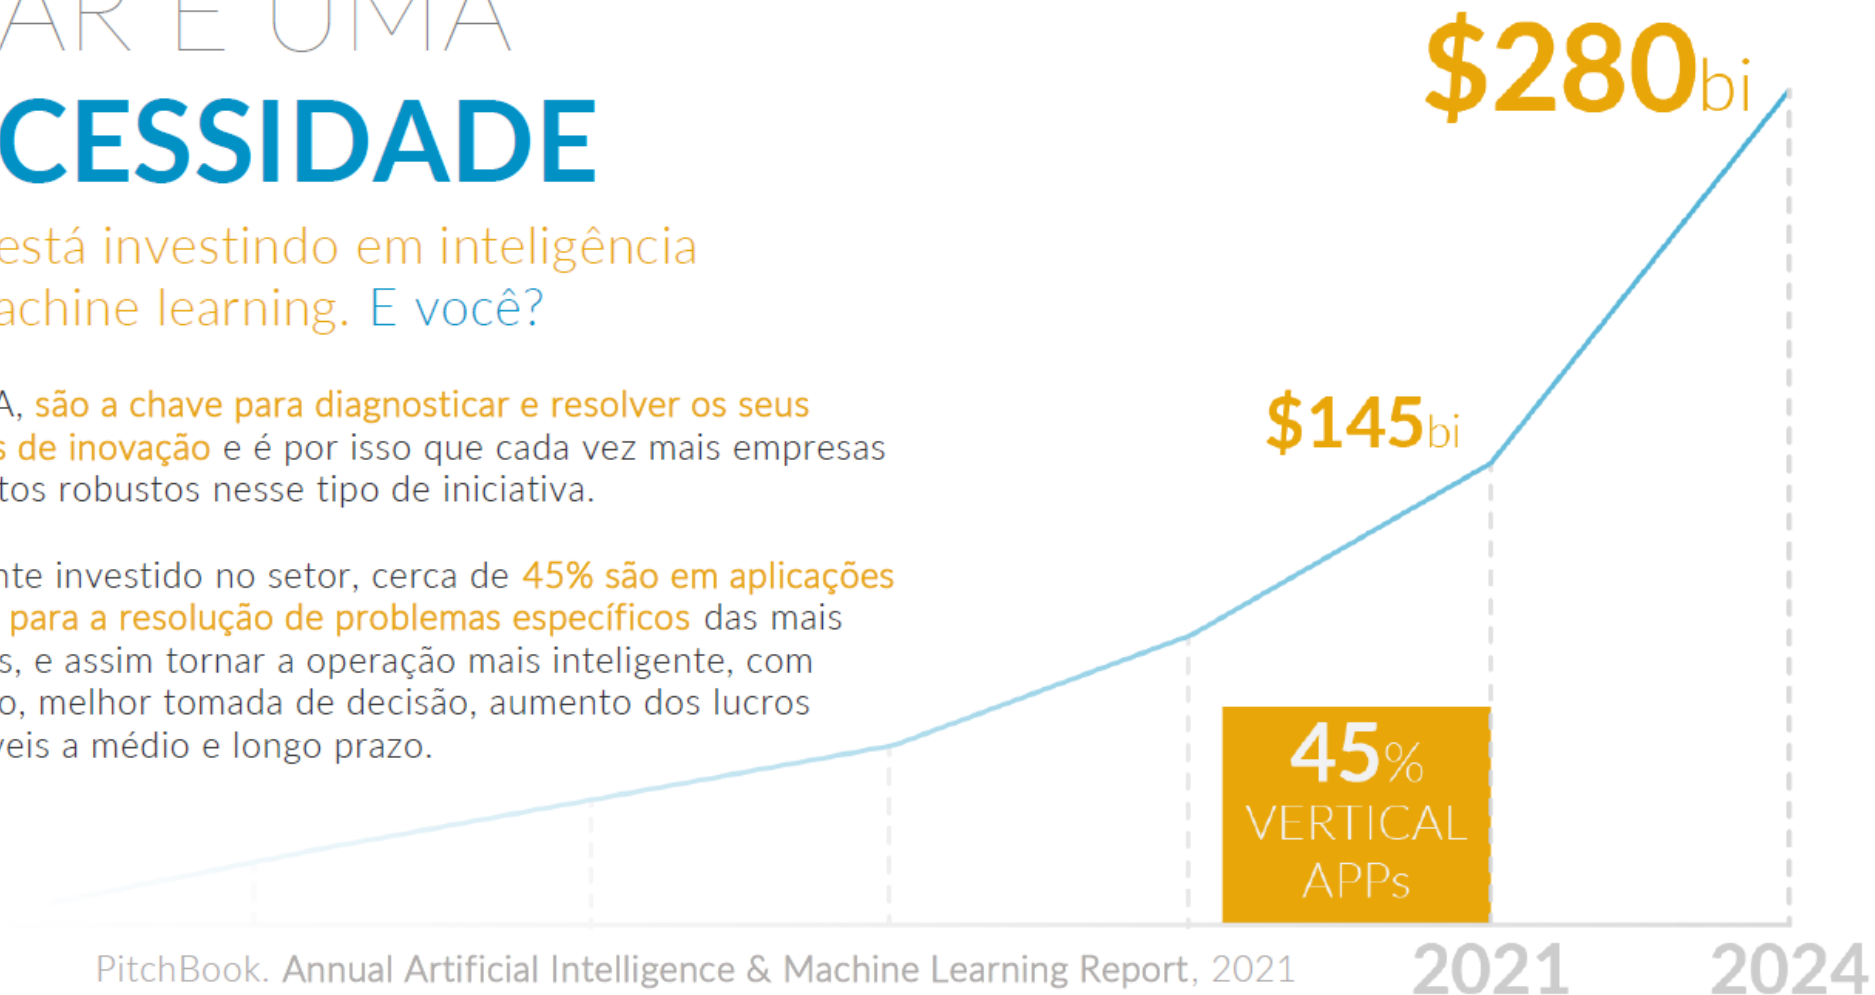 AR É UMA
CESSIDADE
está investindo em inteligência
achine learning. E você?
A, são a chave para diagnosticar e resolver os seus
s de inovação e é por isso que cada vez mais empresas
tos robustos nesse tipo de iniciativa.
nte investido no setor, cerca de 45% são em aplicações
para a resolução de problemas específicos das mais
s, e assim tornar a operação mais inteligente, com
o, melhor tomada de decisão, aumento dos lucros
veis a médio e longo prazo.
$280bi
$145bi
45%
VERTICAL
APPs
PitchBook. Annual Artificial Intelligence & Machine Learning Report, 2021
2021
2024